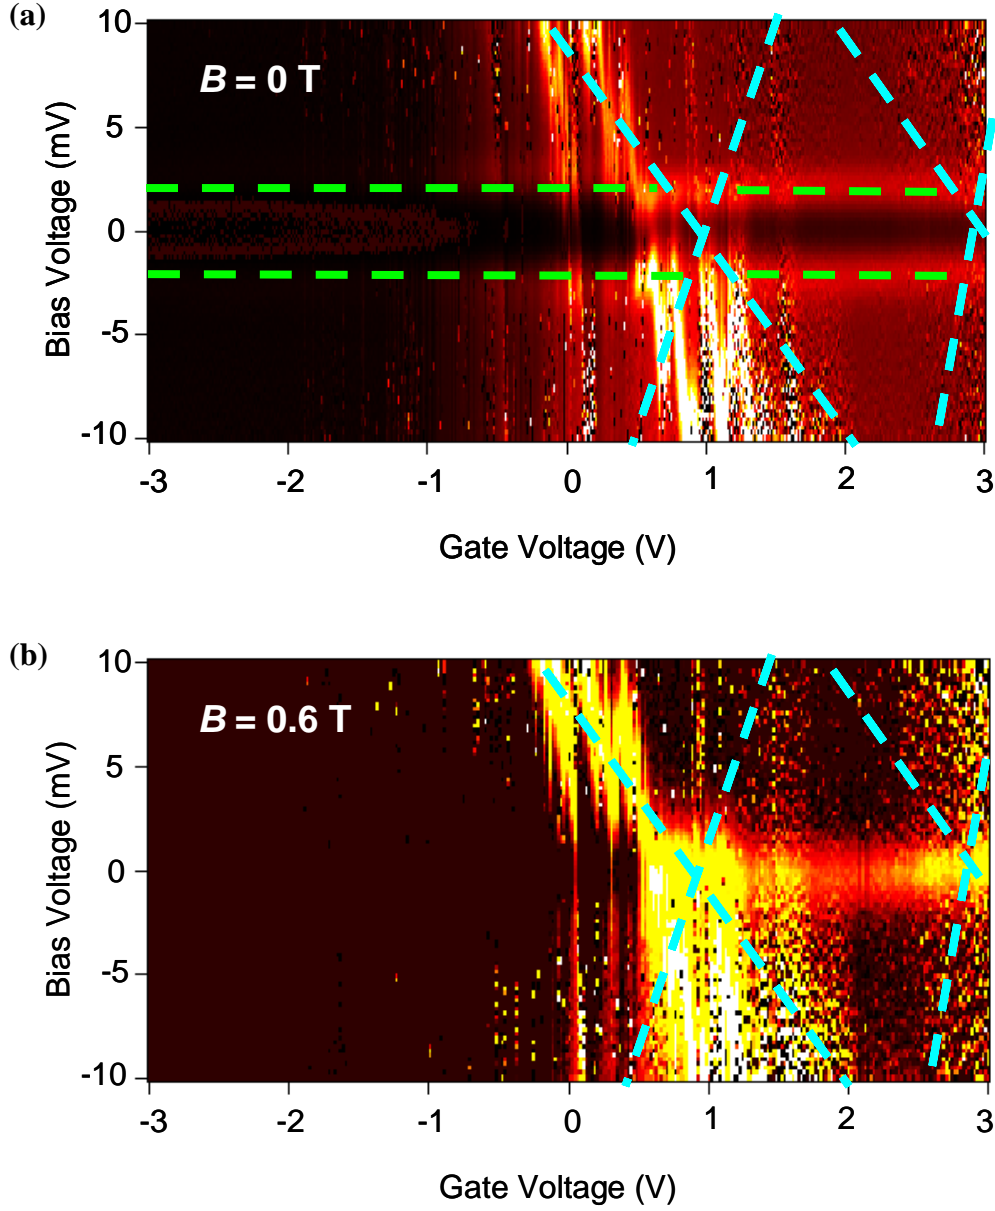 (a)
10
5
0
-5
-10
Bias Voltage (mV)
B = 0 T
-3 -2 -1 0 1 2 3
Gate Voltage (V)
(b)
10
5
0
-5
-10
Bias Voltage (mV)
B = 0.6 T
-3 -2 -1 0 1 2 3
Gate Voltage (V)